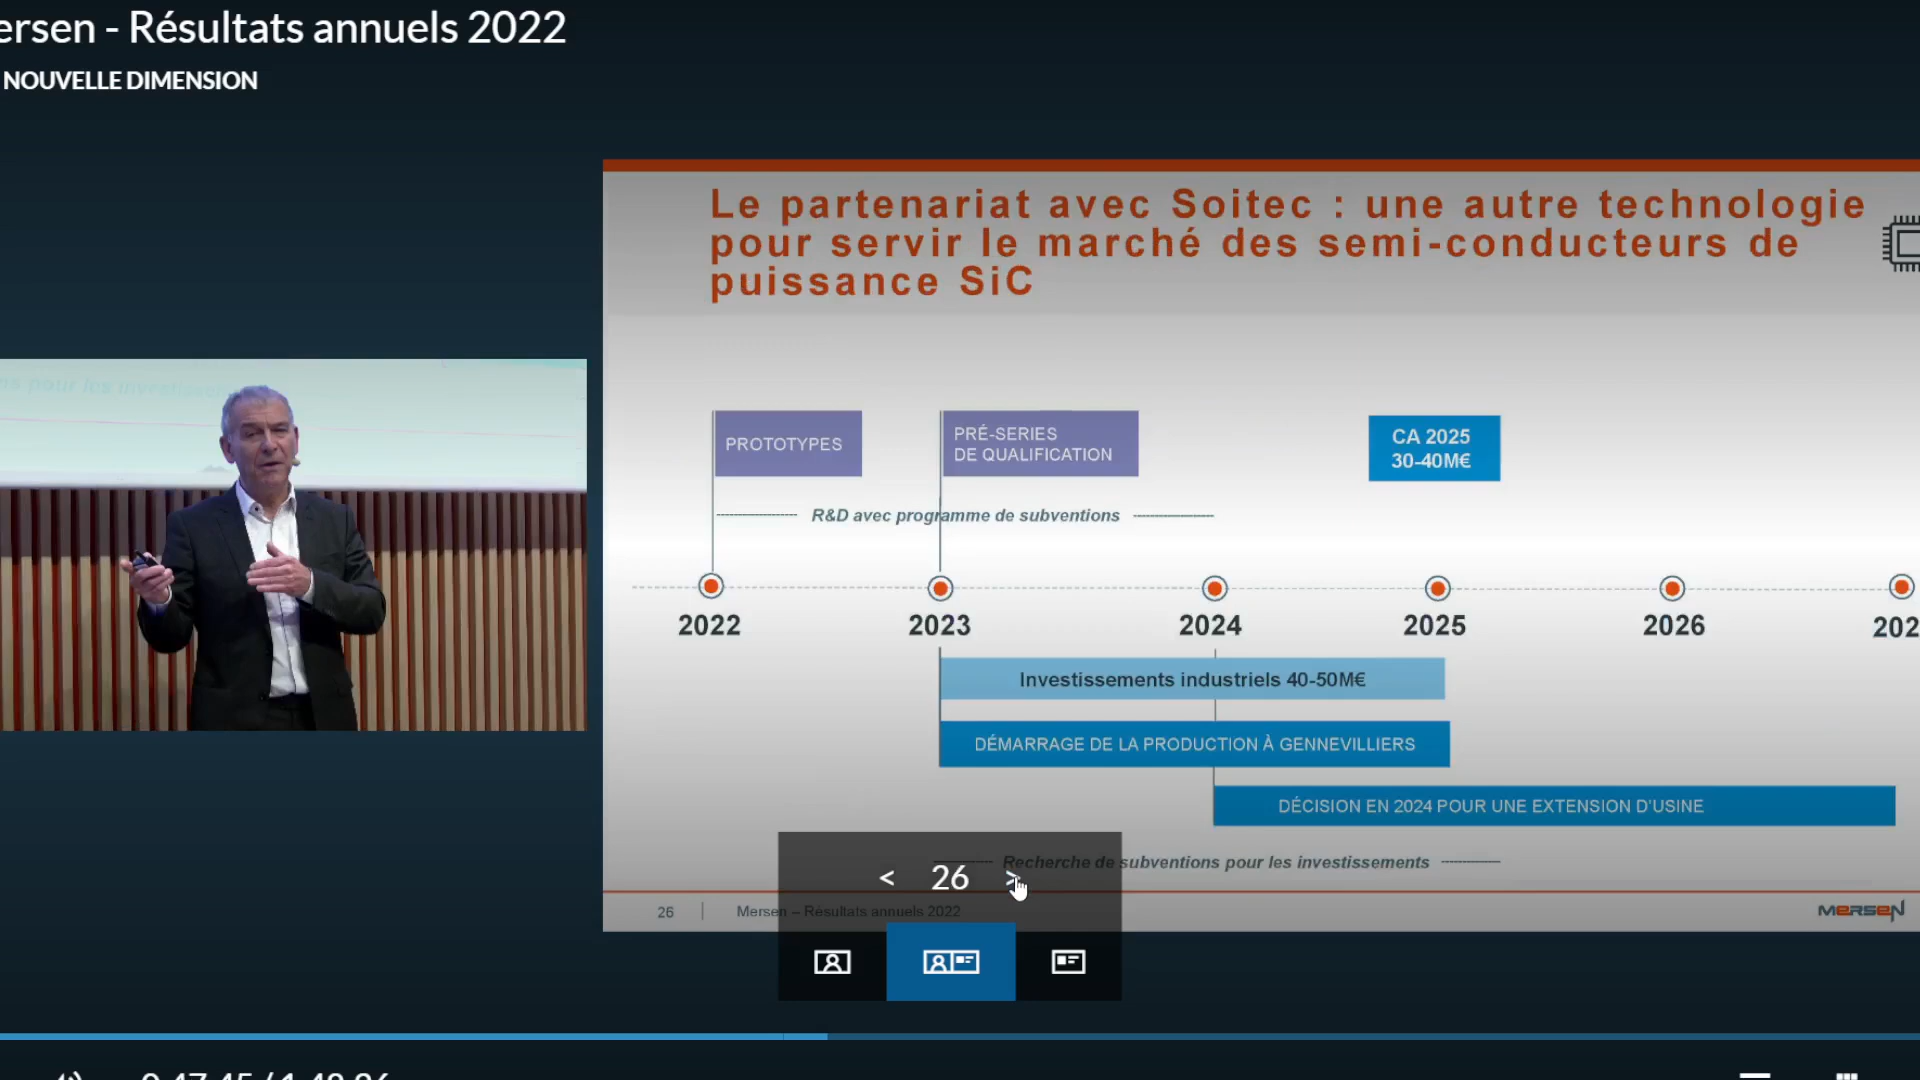 ersen - Résultats annuels 2022
NOUVELLE DIMENSION
Le partenariat avec Soitec : une autre technologie
pour servir le marché des semi-conducteurs de
puissance SiC
PROTOTYPES
PRÉ-SERIES
DE QUALIFICATION
CA 2025
30-40M€
R&D avec programme de subventions
2022
2023
2024
2025
2026
202
Investissements industriels 40-50M€
DÉMARRAGE DE LA PRODUCTION À GENNEVILLIERS
DÉCISION EN 2024 POUR UNE EXTENSION D'USINE
Recherche de subventions pour les investissements
< 26 >
26 | Mersen – Résultats annuels 2022
MERSEN